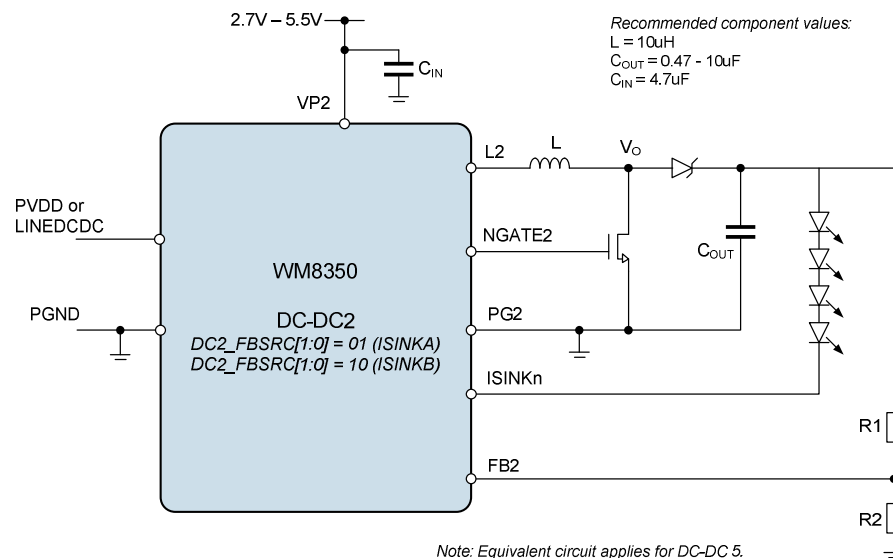 2.7V – 5.5V
Recommended component values:
L = 10uH
COUT = 0.47 - 10uF
CIN = 4.7uF
CIN
VP2
L2
L
VO
PVDD or
LINEDCDC
NGATE2
COUT
WM8350
PGND
DC-DC2
PG2
DC2_FBSRC[1:0] = 01 (ISINKA)
DC2_FBSRC[1:0] = 10 (ISINKB)
ISINKn
R1
FB2
R2
Note: Equivalent circuit applies for DC-DC 5.